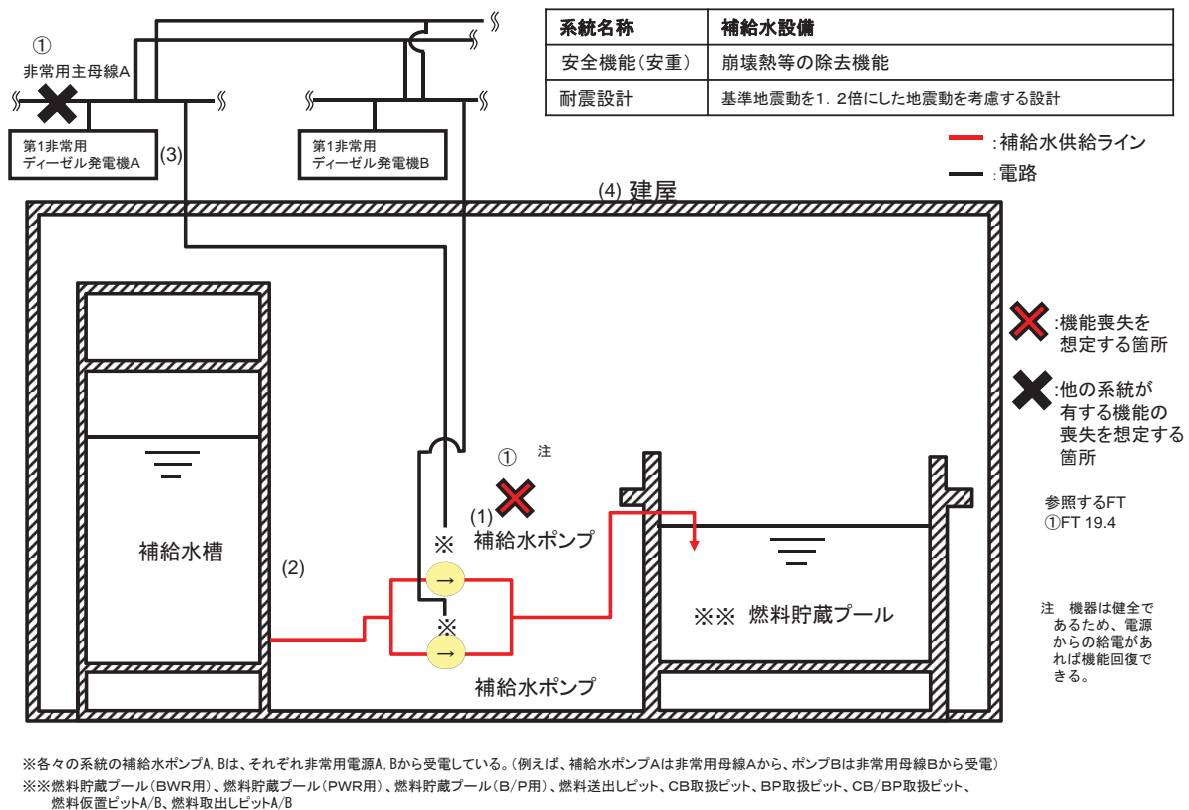 系統名称 補給水設備
安全機能(安重) 崩壊熱等の除去機能
耐震設計 基準地震動を1.2倍にした地震動を考慮する設計
①
非常用主母線A
第1非常用
ディーゼル発電機A
(3)
第1非常用
ディーゼル発電機B
:補給水供給ライン
:電路
(4) 建屋
:機能喪失を
想定する箇所
:他の系統が
有する機能の
喪失を想定する
箇所
参照するFT
①FT 19.4
① 注
(1)
※ 補給水ポンプ
→
補給水槽
(2)
※
→
補給水ポンプ
※※ 燃料貯蔵プール
注 機器は健全で
あるため、電源
からの給電があ
れば機能回復で
きる。
※各々の系統の補給水ポンプA,Bは、それぞれ非常用電源A,Bから受電している。(例えば、補給水ポンプAは非常用母線Aから、ポンプBは非常用母線Bから受電)
※※燃料貯蔵プール(BWR用)、燃料貯蔵プール(PWR用)、燃料貯蔵プール(B/P用)、燃料送出しピット、CB取扱ピット、BP取扱ピット、CB/BP取扱ピット、
燃料仮置ピットA/B、燃料取出しピットA/B